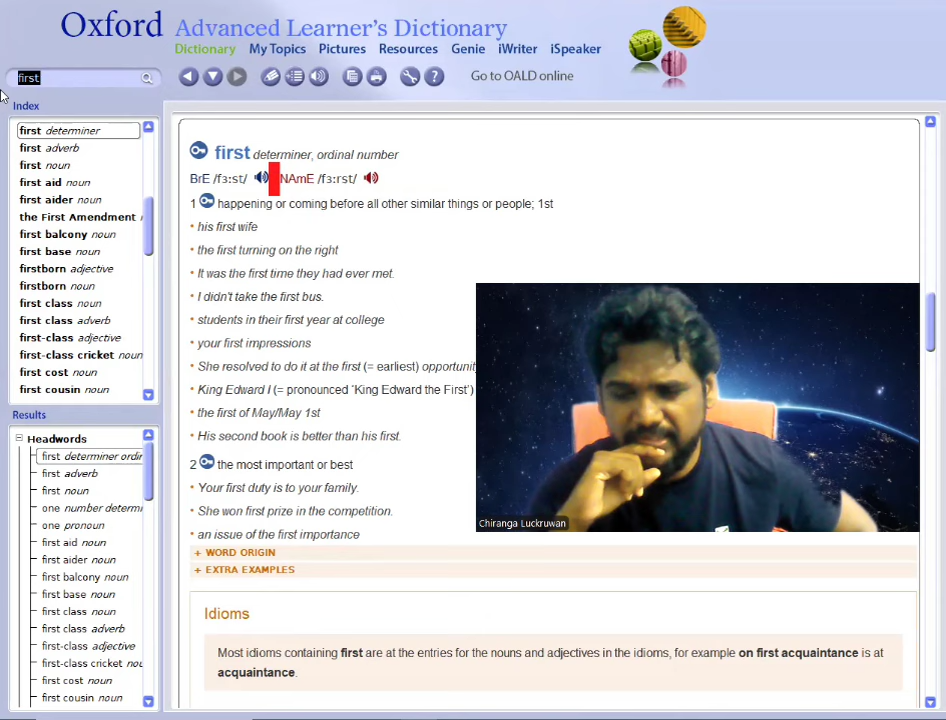 Oxford Advanced Learner's Dictionary
Dictionary My Topics Pictures Resources Genie iWriter iSpeaker
first
Go to OALD online
Index
first determiner
first adverb
first noun
first aid noun
first aider noun
the First Amendment
first balcony noun
first base noun
firstborn adjective
firstborn noun
first class noun
first class adverb
first-class adjective
first-class cricket noun
first cost noun
first cousin noun
Results
Headwords
first determiner ordin
first adverb
first noun
one number determi
one pronoun
first aid noun
first aider noun
first balcony noun
first base noun
first class noun
first class adverb
first-class adjective
first-class cricket nou
first cost noun
first cousin noun
first determiner, ordinal number
BrE /fɜːst/ NAmE /fɜːrst/
1 happening or coming before all other similar things or people; 1st
• his first wife
• the first turning on the right
• It was the first time they had ever met.
• I didn't take the first bus.
• students in their first year at college
• your first impressions
• She resolved to do it at the first (= earliest) opportunit
• King Edward I (= pronounced 'King Edward the First')
• the first of May/May 1st
• His second book is better than his first.
2 the most important or best
• Your first duty is to your family.
• She won first prize in the competition.
• an issue of the first importance
+ WORD ORIGIN
+ EXTRA EXAMPLES
Idioms
Most idioms containing first are at the entries for the nouns and adjectives in the idioms, for example on first acquaintance is at
acquaintance.
Chiranga Luckruwan